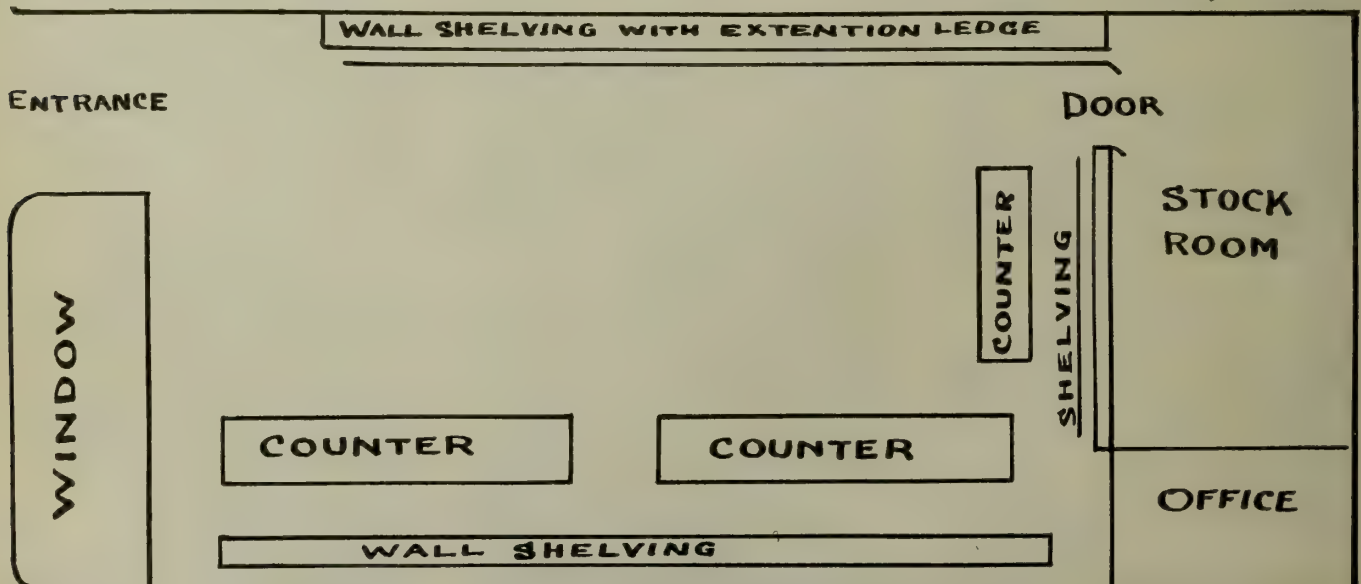 WALL SHELVING WITH EXTENTION LEDGE
ENTRANCE
DOOR
STOCK
ROOM
COUNTER
SHELVING
WINDOW
COUNTER
COUNTER
OFFICE
WALL SHELVING